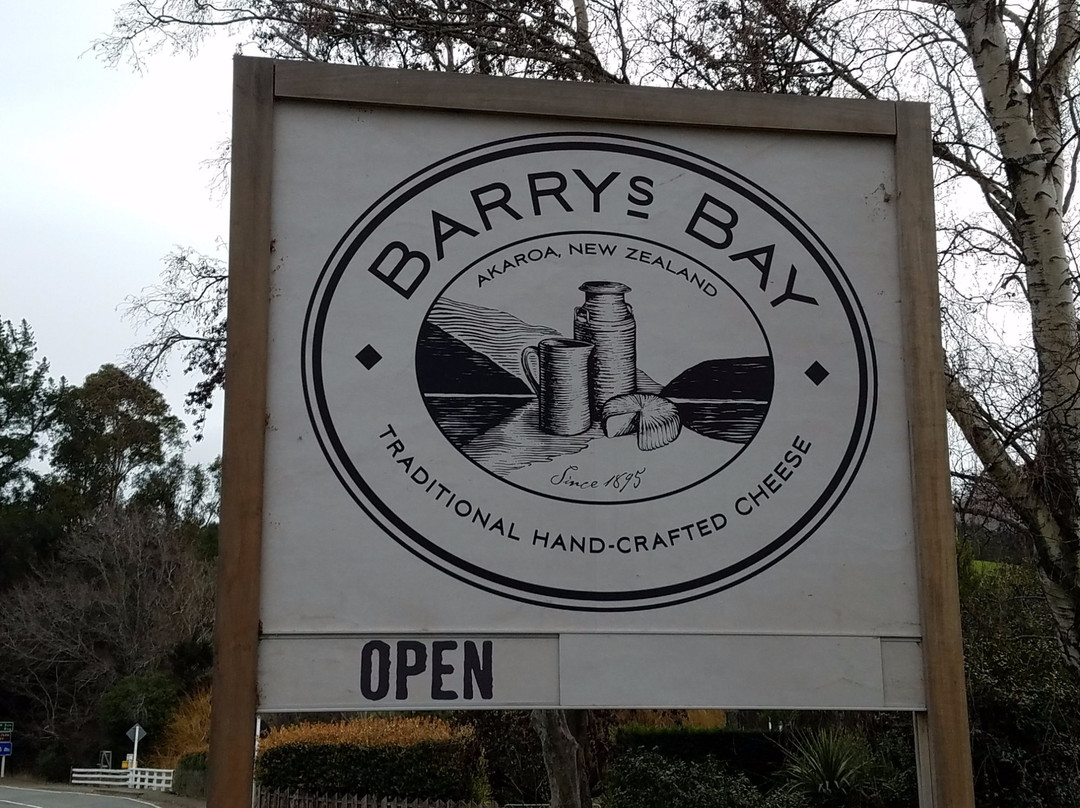 BARRYS BAY
AKAROA, NEW ZEALAND
Since 1895
TRADITIONAL HAND-CRAFTED CHEESE
OPEN